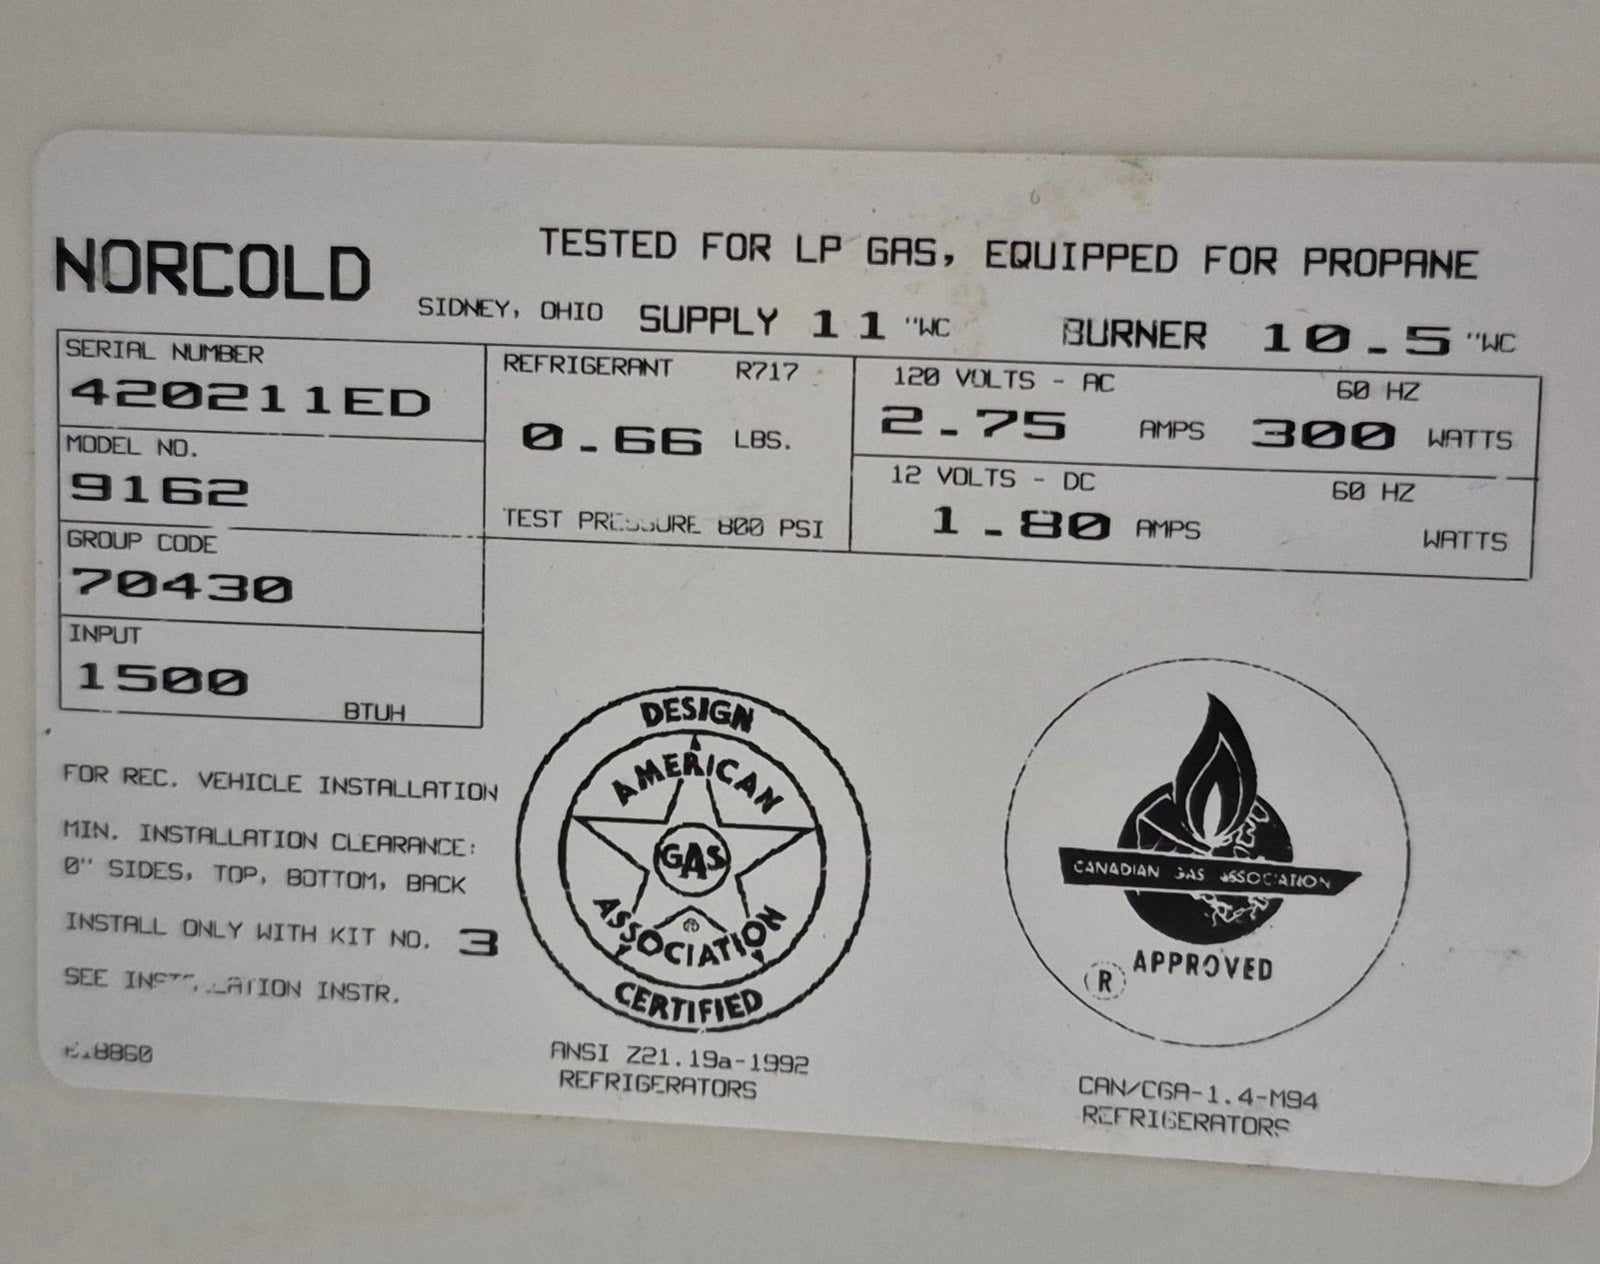 NORCOLD
TESTED FOR LP GAS, EQUIPPED FOR PROPANE
SIDNEY, OHIO SUPPLY 11 "WC BURNER 10.5 "WC
SERIAL NUMBER
420211ED
MODEL NO.
9162
GROUP CODE
70430
INPUT
1500
BTUH
REFRIGERANT R717
0.66 LBS.
TEST PRESSURE 800 PSI
120 VOLTS - AC 60 HZ
2.75 AMPS 300 WATTS
12 VOLTS - DC 60 HZ
1.80 AMPS WATTS
FOR REC. VEHICLE INSTALLATION
MIN. INSTALLATION CLEARANCE:
0" SIDES, TOP, BOTTOM, BACK
INSTALL ONLY WITH KIT NO. 3
SEE INSTALLATION INSTR.
DESIGN
AMERICAN
GAS
ASSOCIATION
CERTIFIED
ANSI Z21.19a-1992
REFRIGERATORS
CANADIAN GAS ASSOCIATION
® APPROVED
CAN/CGA-1.4-M94
REFRIGERATORS